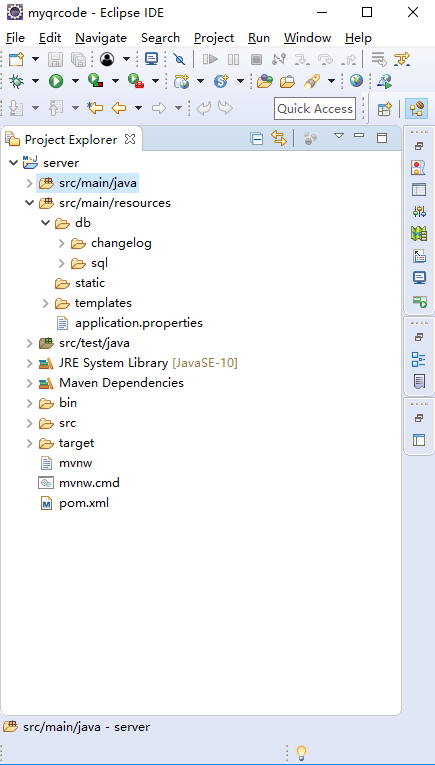 myqrcode - Eclipse IDE
File Edit Navigate Search Project Run Window Help
Quick Access
Project Explorer
server
src/main/java
src/main/resources
db
changelog
sql
static
templates
application.properties
src/test/java
JRE System Library [JavaSE-10]
Maven Dependencies
bin
src
target
mvnw
mvnw.cmd
pom.xml
src/main/java - server